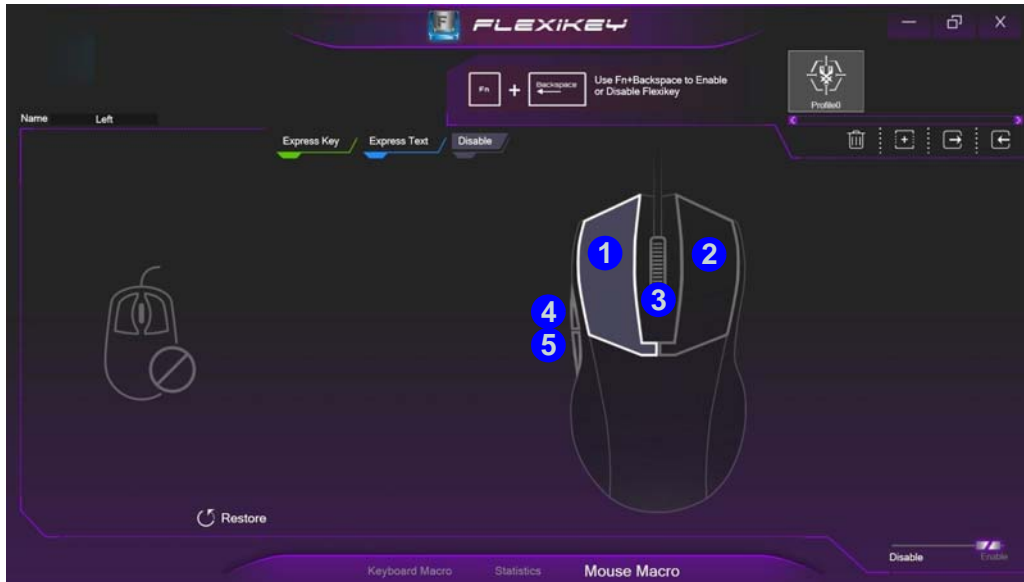 F FLEXIKEY
Fn + Backspace Use Fn+Backspace to Enable
or Disable Flexikey
Profile0
Name Left
Express Key Express Text Disable
1
2
3
4
5
Restore
Disable Enable
Keyboard Macro Statistics Mouse Macro